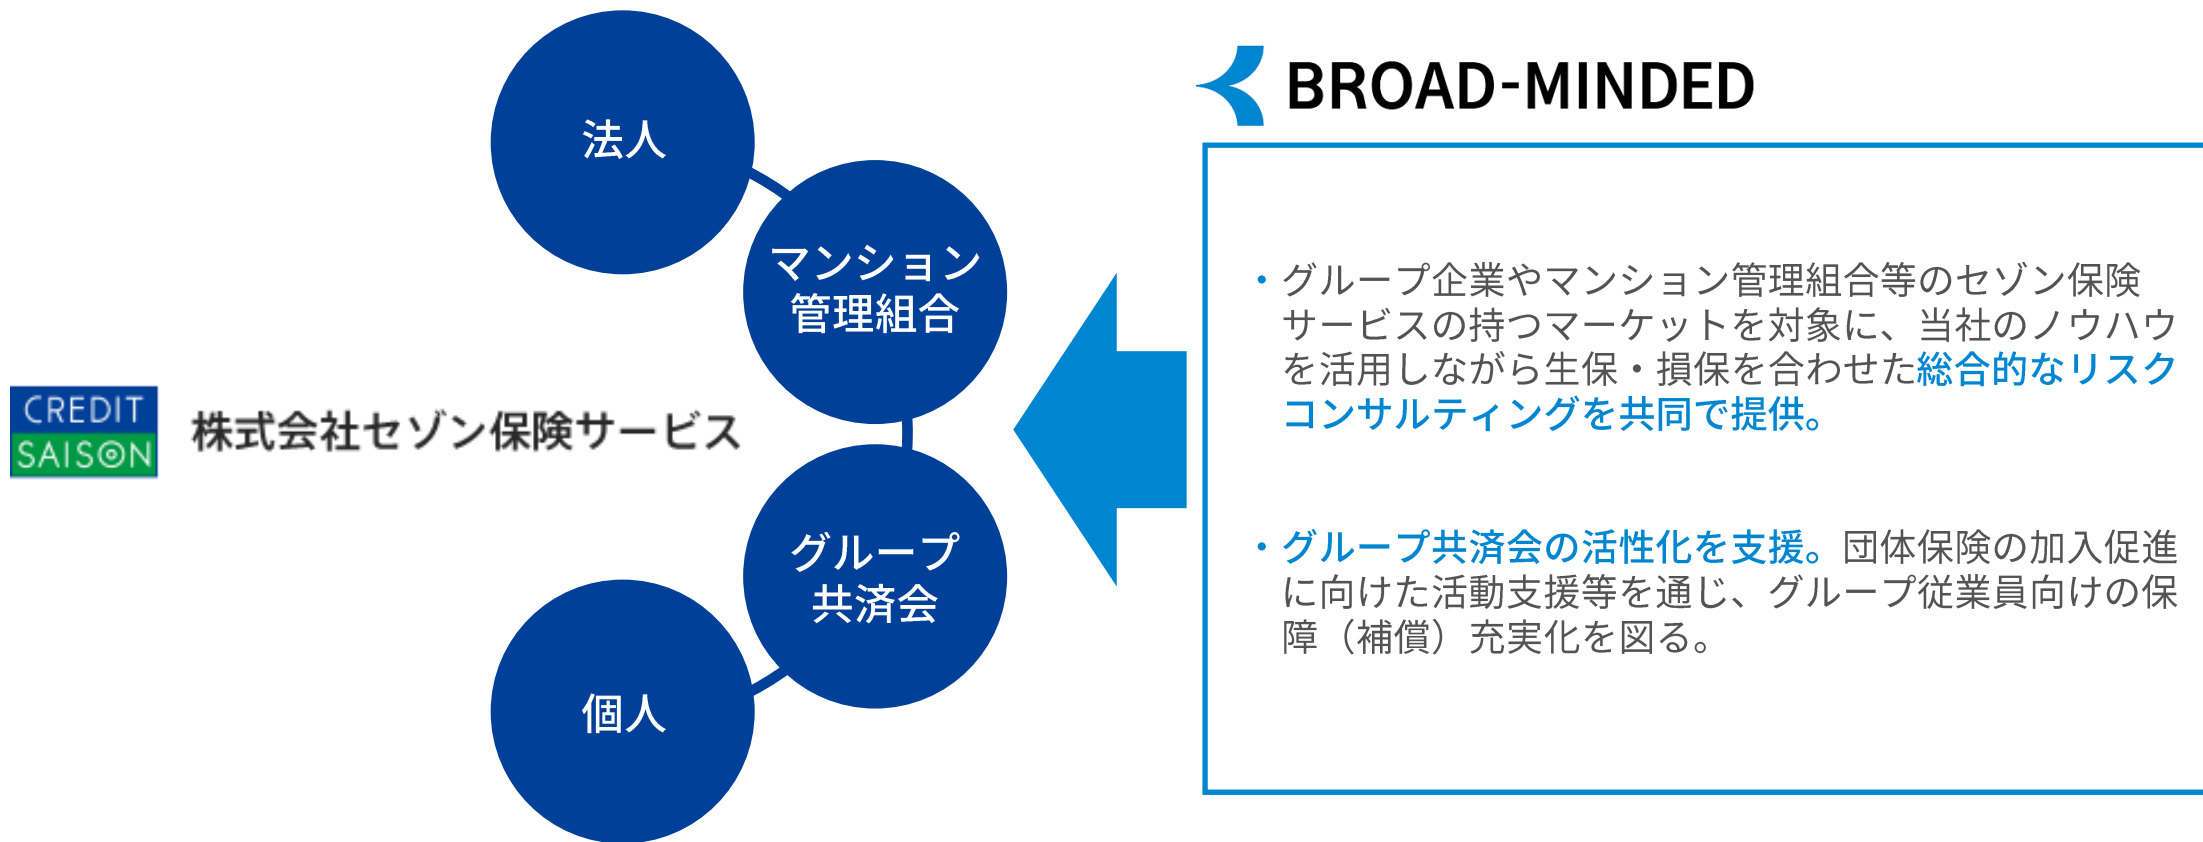 法人
マンション
管理組合
グループ
共済会
個人
CREDIT
SAISON
株式会社セゾン保険サービス
BROAD-MINDED
・グループ企業やマンション管理組合等のセゾン保険
サービスの持つマーケットを対象に、当社のノウハウ
を活用しながら生保・損保を合わせた総合的なリスク
コンサルティングを共同で提供。
・グループ共済会の活性化を支援。団体保険の加入促進
に向けた活動支援等を通じ、グループ従業員向けの保
障（補償）充実化を図る。